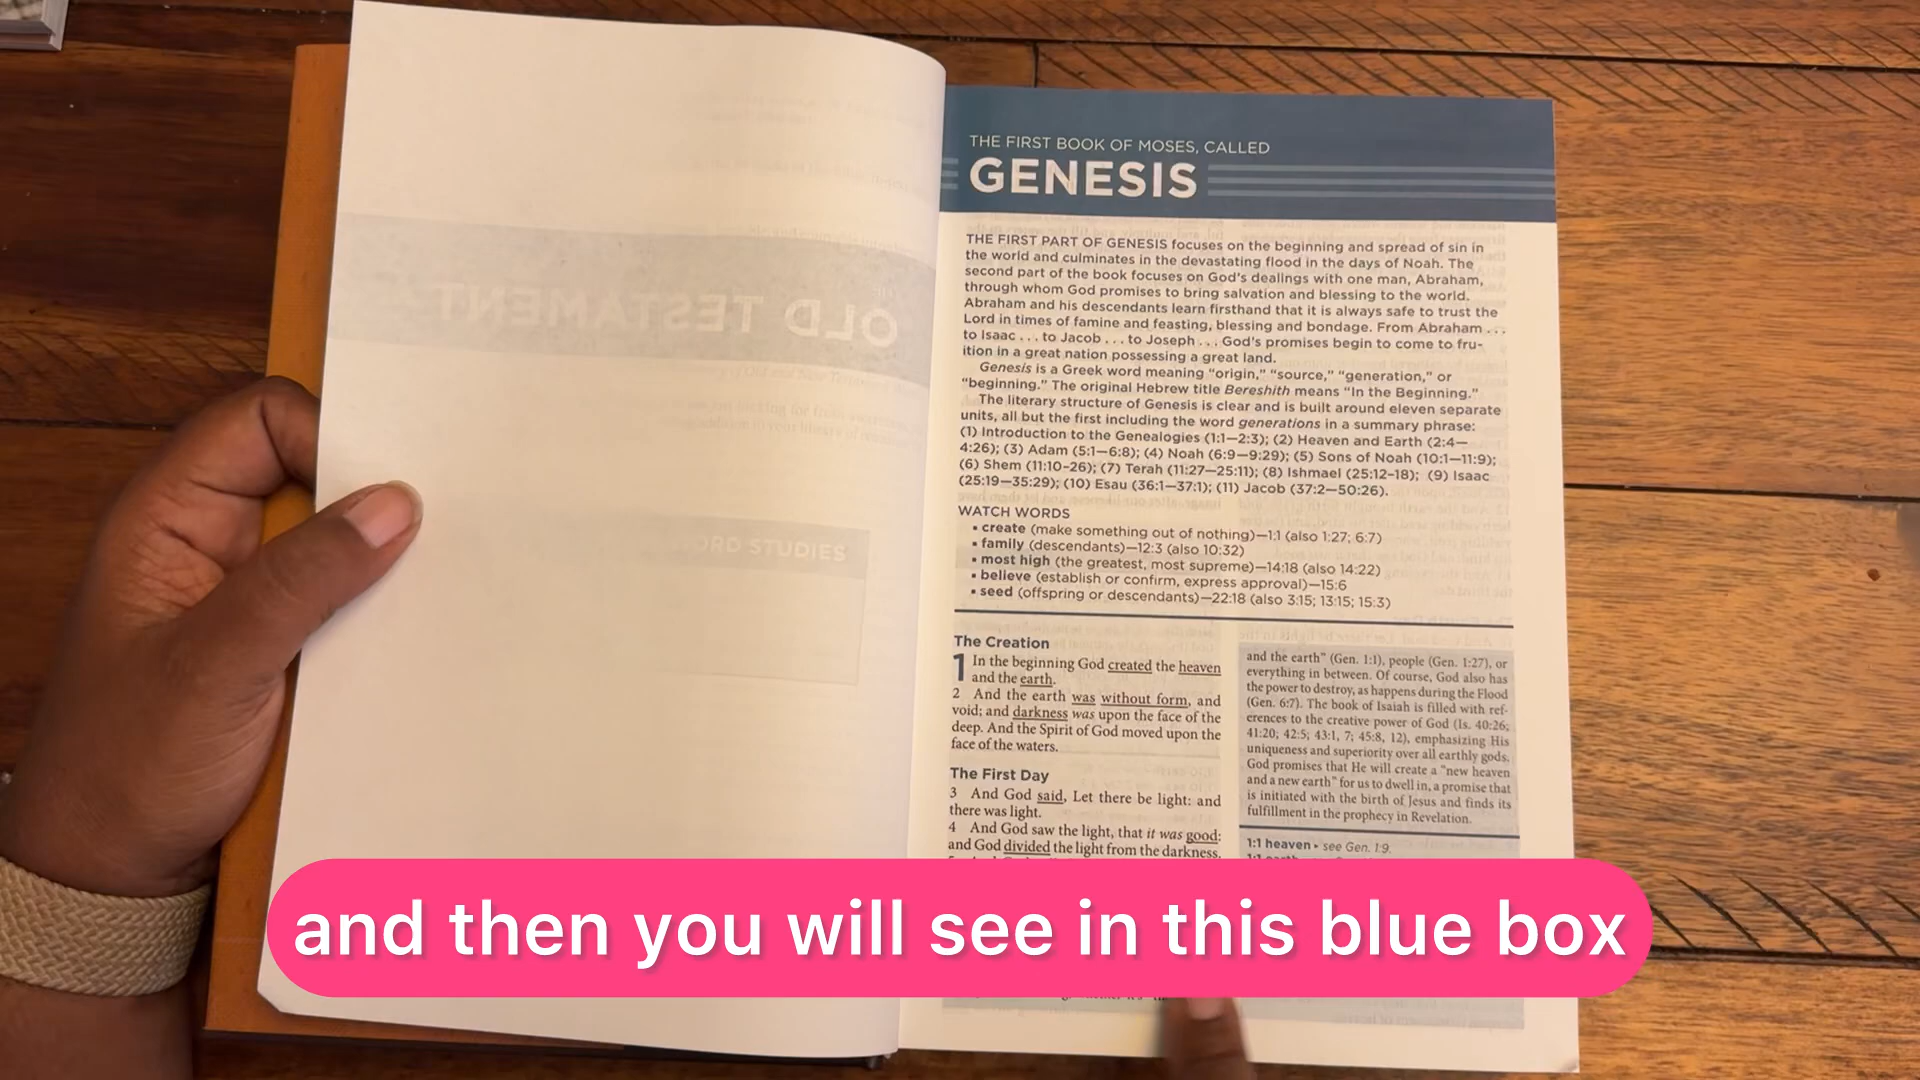 THE FIRST BOOK OF MOSES, CALLED
GENESIS
THE FIRST PART OF GENESIS focuses on the beginning and spread of sin in
the world and culminates in the devastating flood in the days of Noah. The
second part of the book focuses on God's dealings with one man, Abraham,
through whom God promises to bring salvation and blessing to the world.
Abraham and his descendants learn firsthand that it is always safe to trust the
Lord in times of famine and feasting, blessing and bondage. From Abraham . . .
to Isaac . . . to Jacob . . . to Joseph . . . God's promises begin to come to fru-
ition in a great nation possessing a great land.
Genesis is a Greek word meaning "origin," "source," "generation," or
"beginning." The original Hebrew title Bereshith means "In the Beginning."
The literary structure of Genesis is clear and is built around eleven separate
units, all but the first including the word generations in a summary phrase:
(1) Introduction to the Genealogies (1:1—2:3); (2) Heaven and Earth (2:4—
4:26); (3) Adam (5:1—6:8); (4) Noah (6:9—9:29); (5) Sons of Noah (10:1—11:9);
(6) Shem (11:10–26); (7) Terah (11:27—25:11); (8) Ishmael (25:12–18); (9) Isaac
(25:19—35:29); (10) Esau (36:1—37:1); (11) Jacob (37:2—50:26).
WATCH WORDS
▪ create (make something out of nothing)—1:1 (also 1:27; 6:7)
▪ family (descendants)—12:3 (also 10:32)
▪ most high (the greatest, most supreme)—14:18 (also 14:22)
▪ believe (establish or confirm, express approval)—15:6
▪ seed (offspring or descendants)—22:18 (also 3:15; 13:15; 15:3)
The Creation
1 In the beginning God created the heaven
and the earth.
2 And the earth was without form, and
void; and darkness was upon the face of the
deep. And the Spirit of God moved upon the
face of the waters.
The First Day
3 And God said, Let there be light: and
there was light.
4 And God saw the light, that it was good:
and God divided the light from the darkness.
and the earth" (Gen. 1:1), people (Gen. 1:27), or
everything in between. Of course, God also has
the power to destroy, as happens during the Flood
(Gen. 6:7). The book of Isaiah is filled with ref-
erences to the creative power of God (Is. 40:26;
41:20; 42:5; 43:1, 7; 45:8, 12), emphasizing His
uniqueness and superiority over all earthly gods.
God promises that He will create a "new heaven
and a new earth" for us to dwell in, a promise that
is initiated with the birth of Jesus and finds its
fulfillment in the prophecy in Revelation.
1:1 heaven • see Gen. 1:9.
OLD TESTAMENT
WORD STUDIES
and then you will see in this blue box